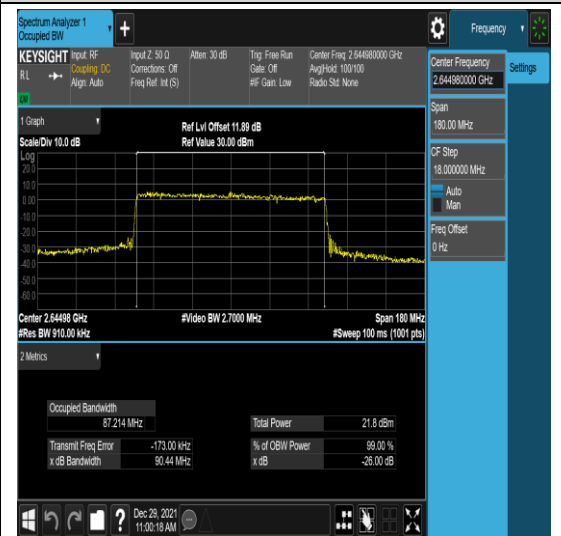 Spectrum Analyzer 1
Occupied BW
+
Frequency
KEYSIGHT
RL
Input: RF
Coupling: DC
Align: Auto
Input Z: 50 Ω
Corrections: Off
Freq Ref: Int (S)
Atten: 30 dB
Trig: Free Run
Gate: Off
#IF Gain: Low
Center Freq: 2.644980000 GHz
Avg|Hold: 100/100
Radio Std: None
Center Frequency
2.644980000 GHz
Settings
Span
180.00 MHz
CF Step
18.000000 MHz
Auto
Man
Freq Offset
0 Hz
1 Graph
Scale/Div 10.0 dB
Ref Lvl Offset 11.89 dB
Ref Value 30.00 dBm
Log
20.0
10.0
0.00
-10.0
-20.0
-30.0
-40.0
-50.0
-60.0
Center 2.64498 GHz
#Video BW 2.7000 MHz
Span 180 MHz
#Res BW 910.00 kHz
#Sweep 100 ms (1001 pts)
2 Metrics
Occupied Bandwidth
87.214 MHz
Total Power 21.8 dBm
Transmit Freq Error -173.00 kHz
% of OBW Power 99.00 %
x dB Bandwidth 90.44 MHz
x dB -26.00 dB
?
Dec 29, 2021
11:00:18 AM